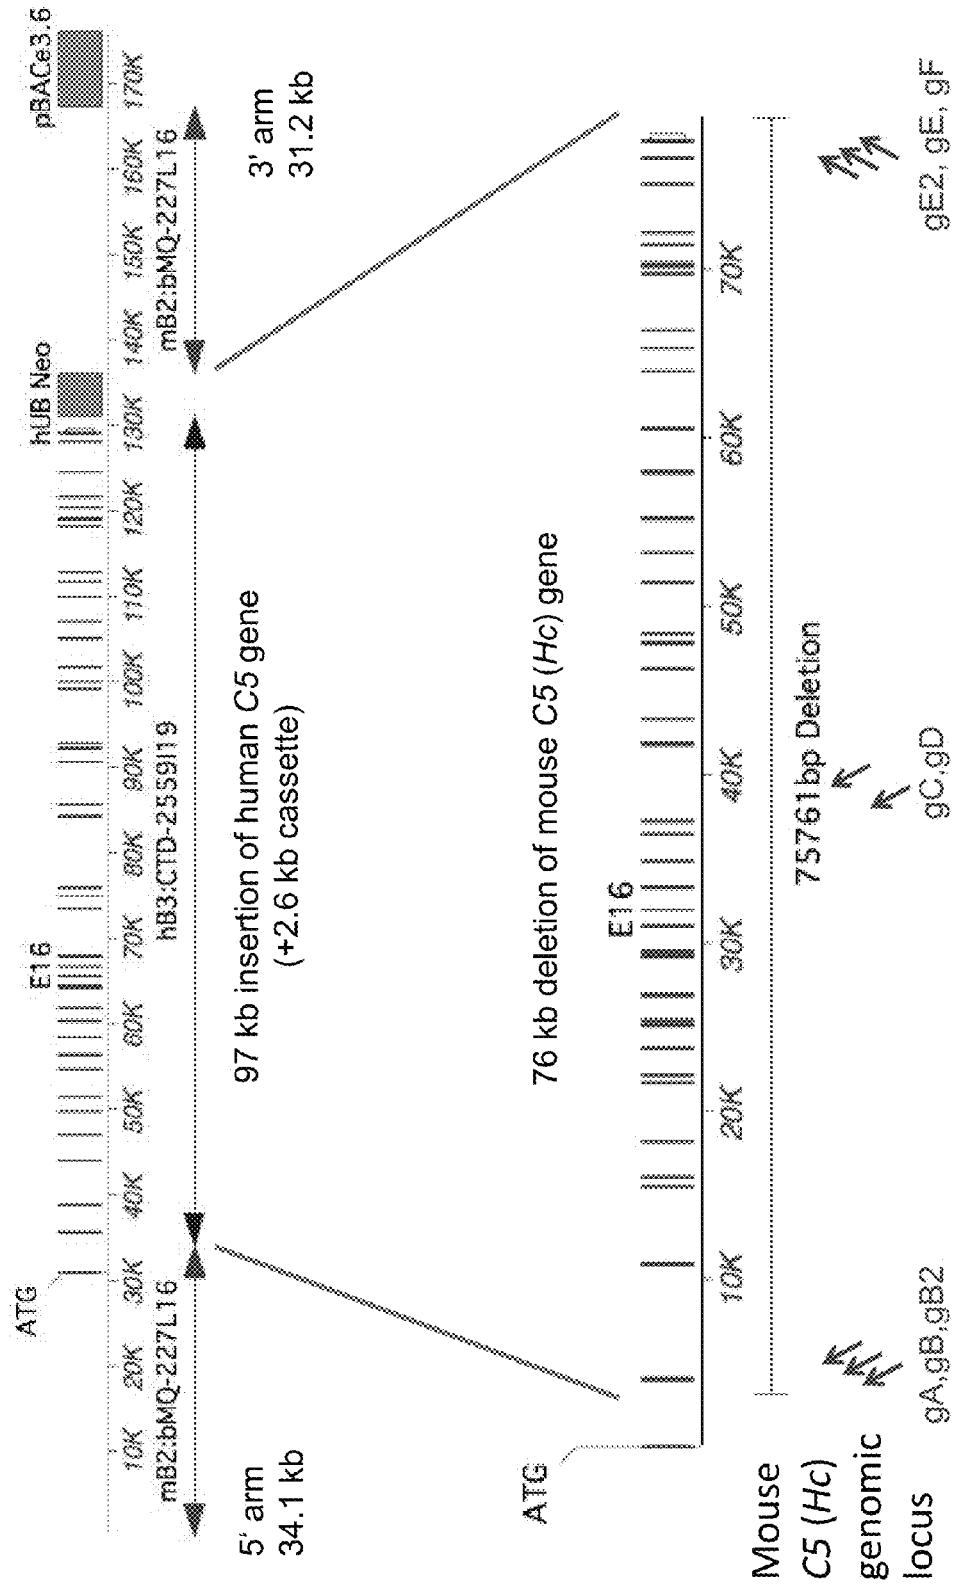 ATG
E16
hUB Neo
pBACe3.6
10K 20K 30K 40K 50K 60K 70K 80K 90K 100K 110K 120K 130K 140K 150K 160K 170K
mB2:bMQ-227L16
hB3:CTD-2559I19
mB2:bMQ-227L16
5' arm
34.1 kb
97 kb insertion of human C5 gene
(+2.6 kb cassette)
3' arm
31.2 kb
76 kb deletion of mouse C5 (Hc) gene
ATG
E16
10K 20K 30K 40K 50K 60K 70K
75761bp Deletion
Mouse
C5 (Hc)
genomic
locus
gA,gB,gB2
gC,gD
gE2, gE, gF